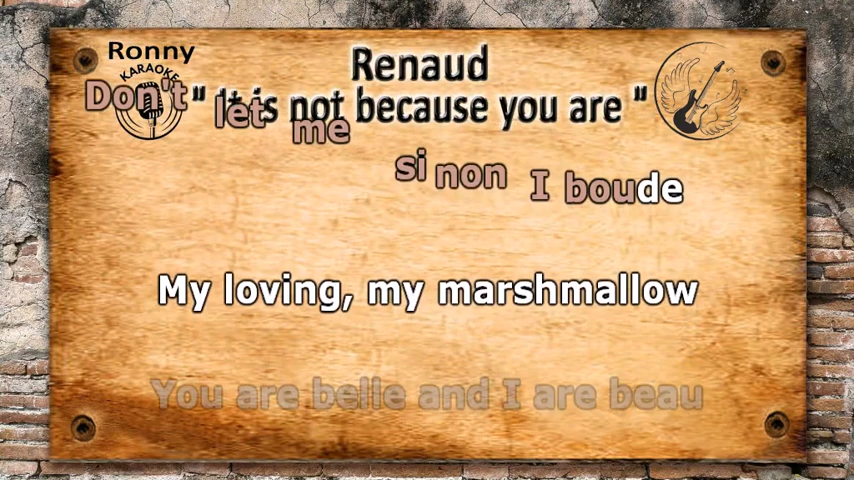 Ronny
KARAOKE
Renaud
" It is not because you are "
Don't let me
si non I boude
My loving, my marshmallow
You are belle and I are beau